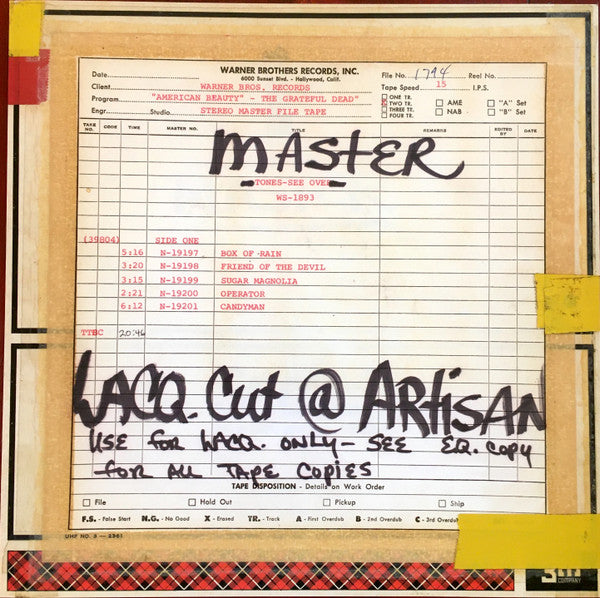 WARNER BROTHERS RECORDS, INC.
6000 Sunset Blvd. - Hollywood, Calif.
Date
File No. 1794 Reel No.
Client WARNER BROS. RECORDS
Tape Speed 15 I.P.S.
Program "AMERICAN BEAUTY" - THE GRATEFUL DEAD"
Engr. Studio STEREO MASTER FILE TAPE
ONE TR.
TWO TR. AME "A" Set
THREE TR. NAB "B" Set
FOUR TR.
TAKE NO. CODE TIME MASTER NO. TITLE REMARKS EDITED BY DATE
MASTER
TONES-SEE OVER
WS-1893
(39804) SIDE ONE
5:16 N-19197 BOX OF RAIN
3:20 N-19198 FRIEND OF THE DEVIL
3:15 N-19199 SUGAR MAGNOLIA
2:21 N-19200 OPERATOR
6:12 N-19201 CANDYMAN
20:46
LACQ. Cut @ ARtiSAN
USE FOR LACQ. ONLY - SEE EQ. COPY
FOR ALL TAPE COPIES
TAPE DISPOSITION - Details on Work Order
File Hold Out Pickup Ship
F.S. - False Start N.G. - No Good X - Erased TR. - Track A - First Overdub B - 2nd Overdub C - 3rd Overdub
UHF NO. 3 - 2361
COMPANY